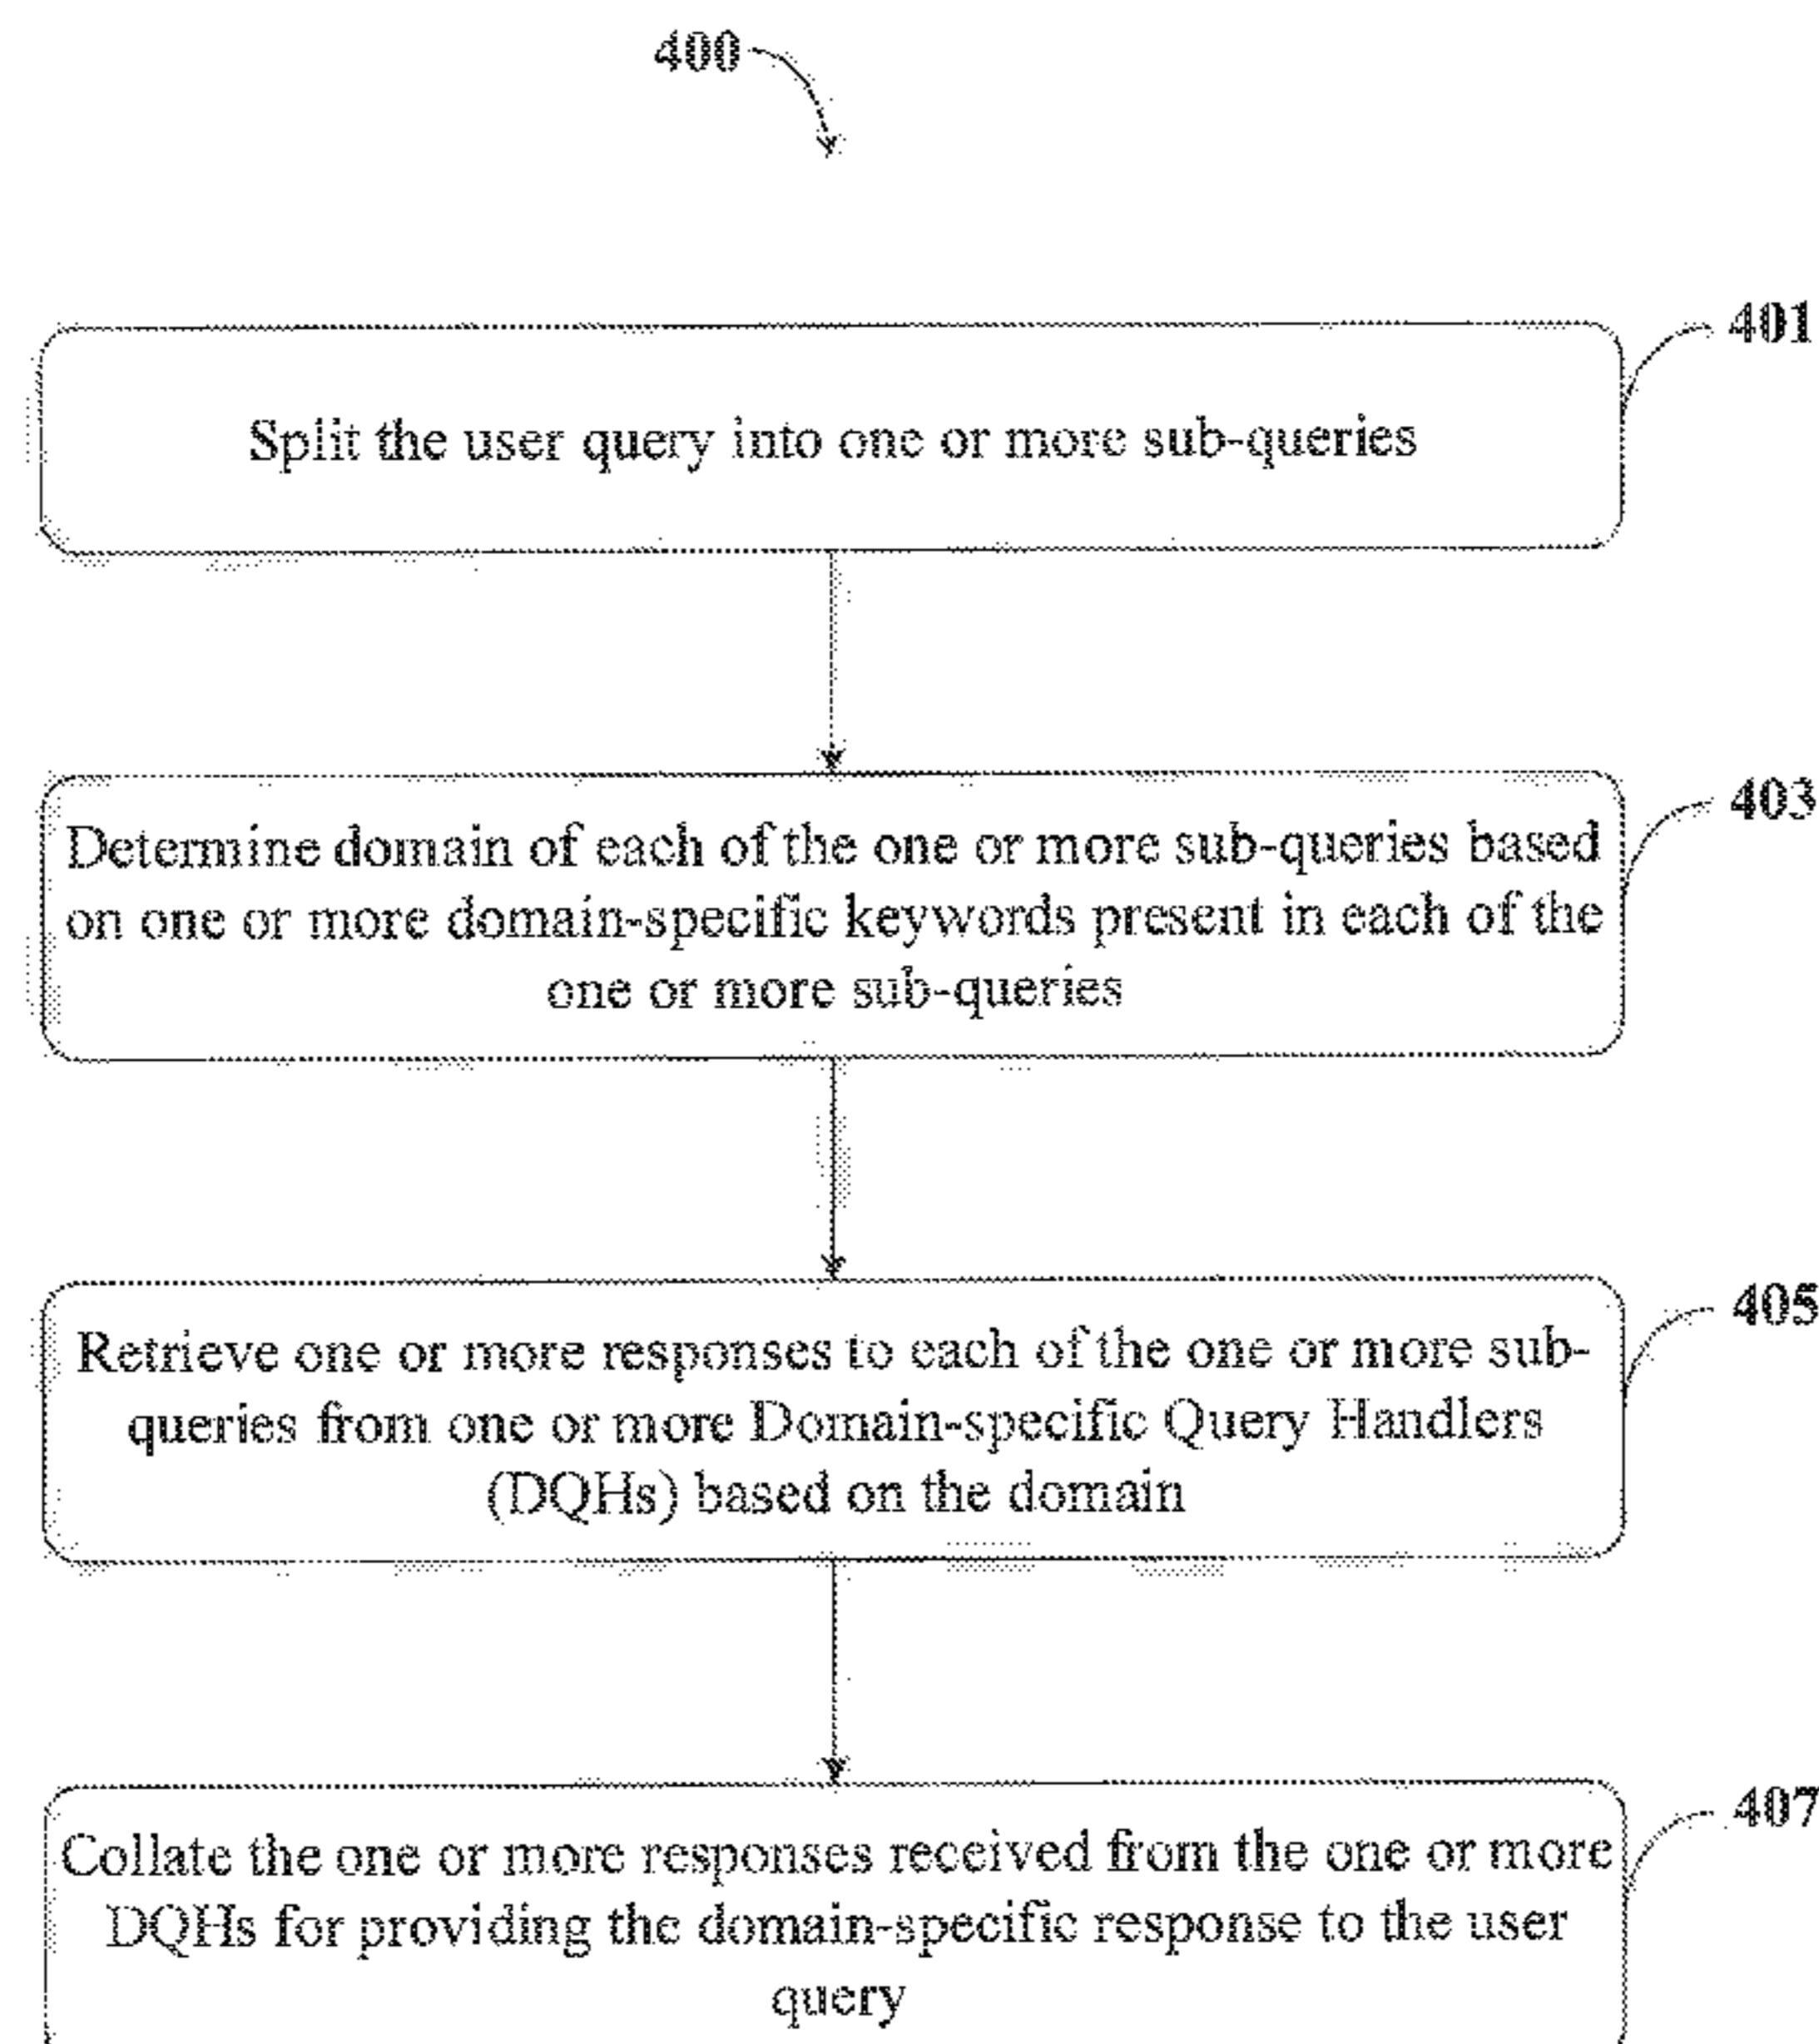 400
401
Split the user query into one or more sub-queries
403
Determine domain of each of the one or more sub-queries based
on one or more domain-specific keywords present in each of the
one or more sub-queries
405
Retrieve one or more responses to each of the one or more sub-
queries from one or more Domain-specific Query Handlers
(DQHs) based on the domain
407
Collate the one or more responses received from the one or more
DQHs for providing the domain-specific response to the user
query